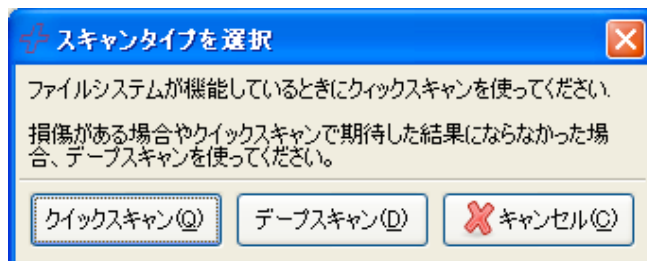 スキャンタイプを選択
ファイルシステムが機能しているときにクィックスキャンを使ってください.
損傷がある場合やクイックスキャンで期待した結果にならなかった場
合、デープスキャンを使ってください。
クイックスキャン(Q) デープスキャン(D) キャンセル(C)